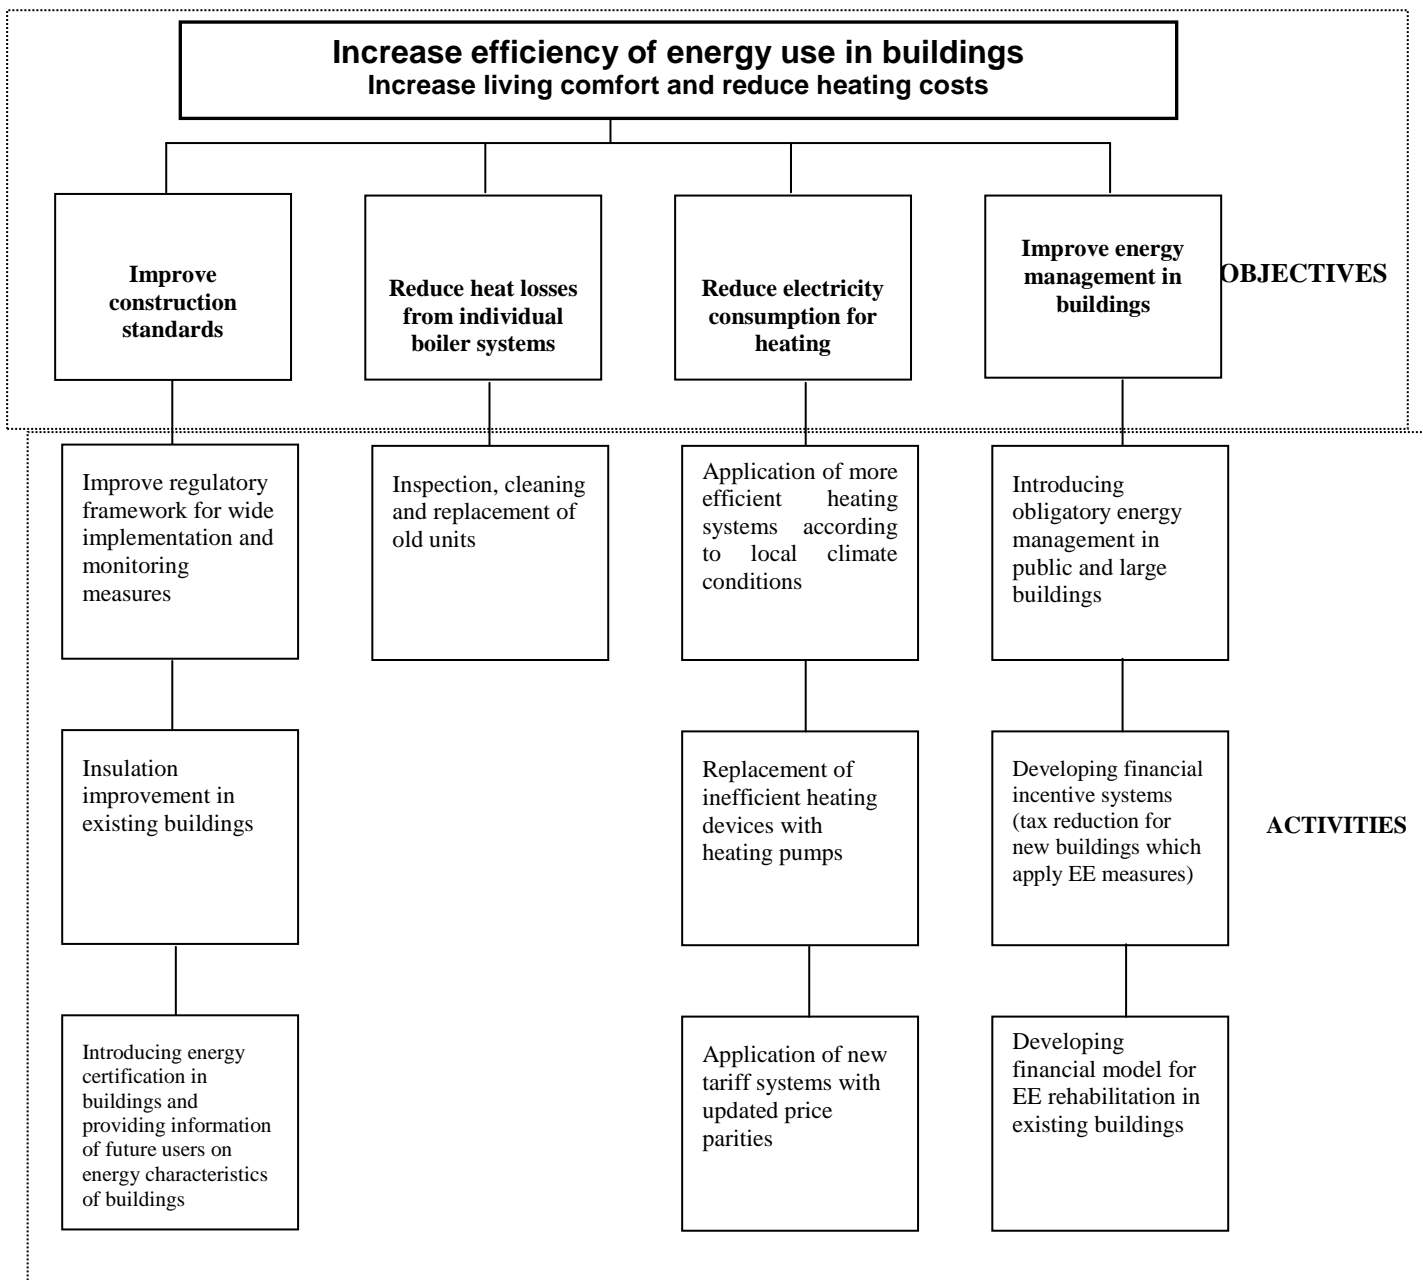 Increase efficiency of energy use in buildings
Increase living comfort and reduce heating costs
Improve
construction
standards
Reduce heat losses
from individual
boiler systems
Reduce electricity
consumption for
heating
Improve energy
management in
buildings
OBJECTIVES
Improve regulatory
framework for wide
implementation and
monitoring
measures
Inspection, cleaning
and replacement of
old units
Application of more
efficient heating
systems according
to local climate
conditions
Introducing
obligatory energy
management in
public and large
buildings
Insulation
improvement in
existing buildings
Replacement of
inefficient heating
devices with
heating pumps
Developing financial
incentive systems
(tax reduction for
new buildings which
apply EE measures)
ACTIVITIES
Introducing energy
certification in
buildings and
providing information
of future users on
energy characteristics
of buildings
Application of new
tariff systems with
updated price
parities
Developing
financial model for
EE rehabilitation in
existing buildings